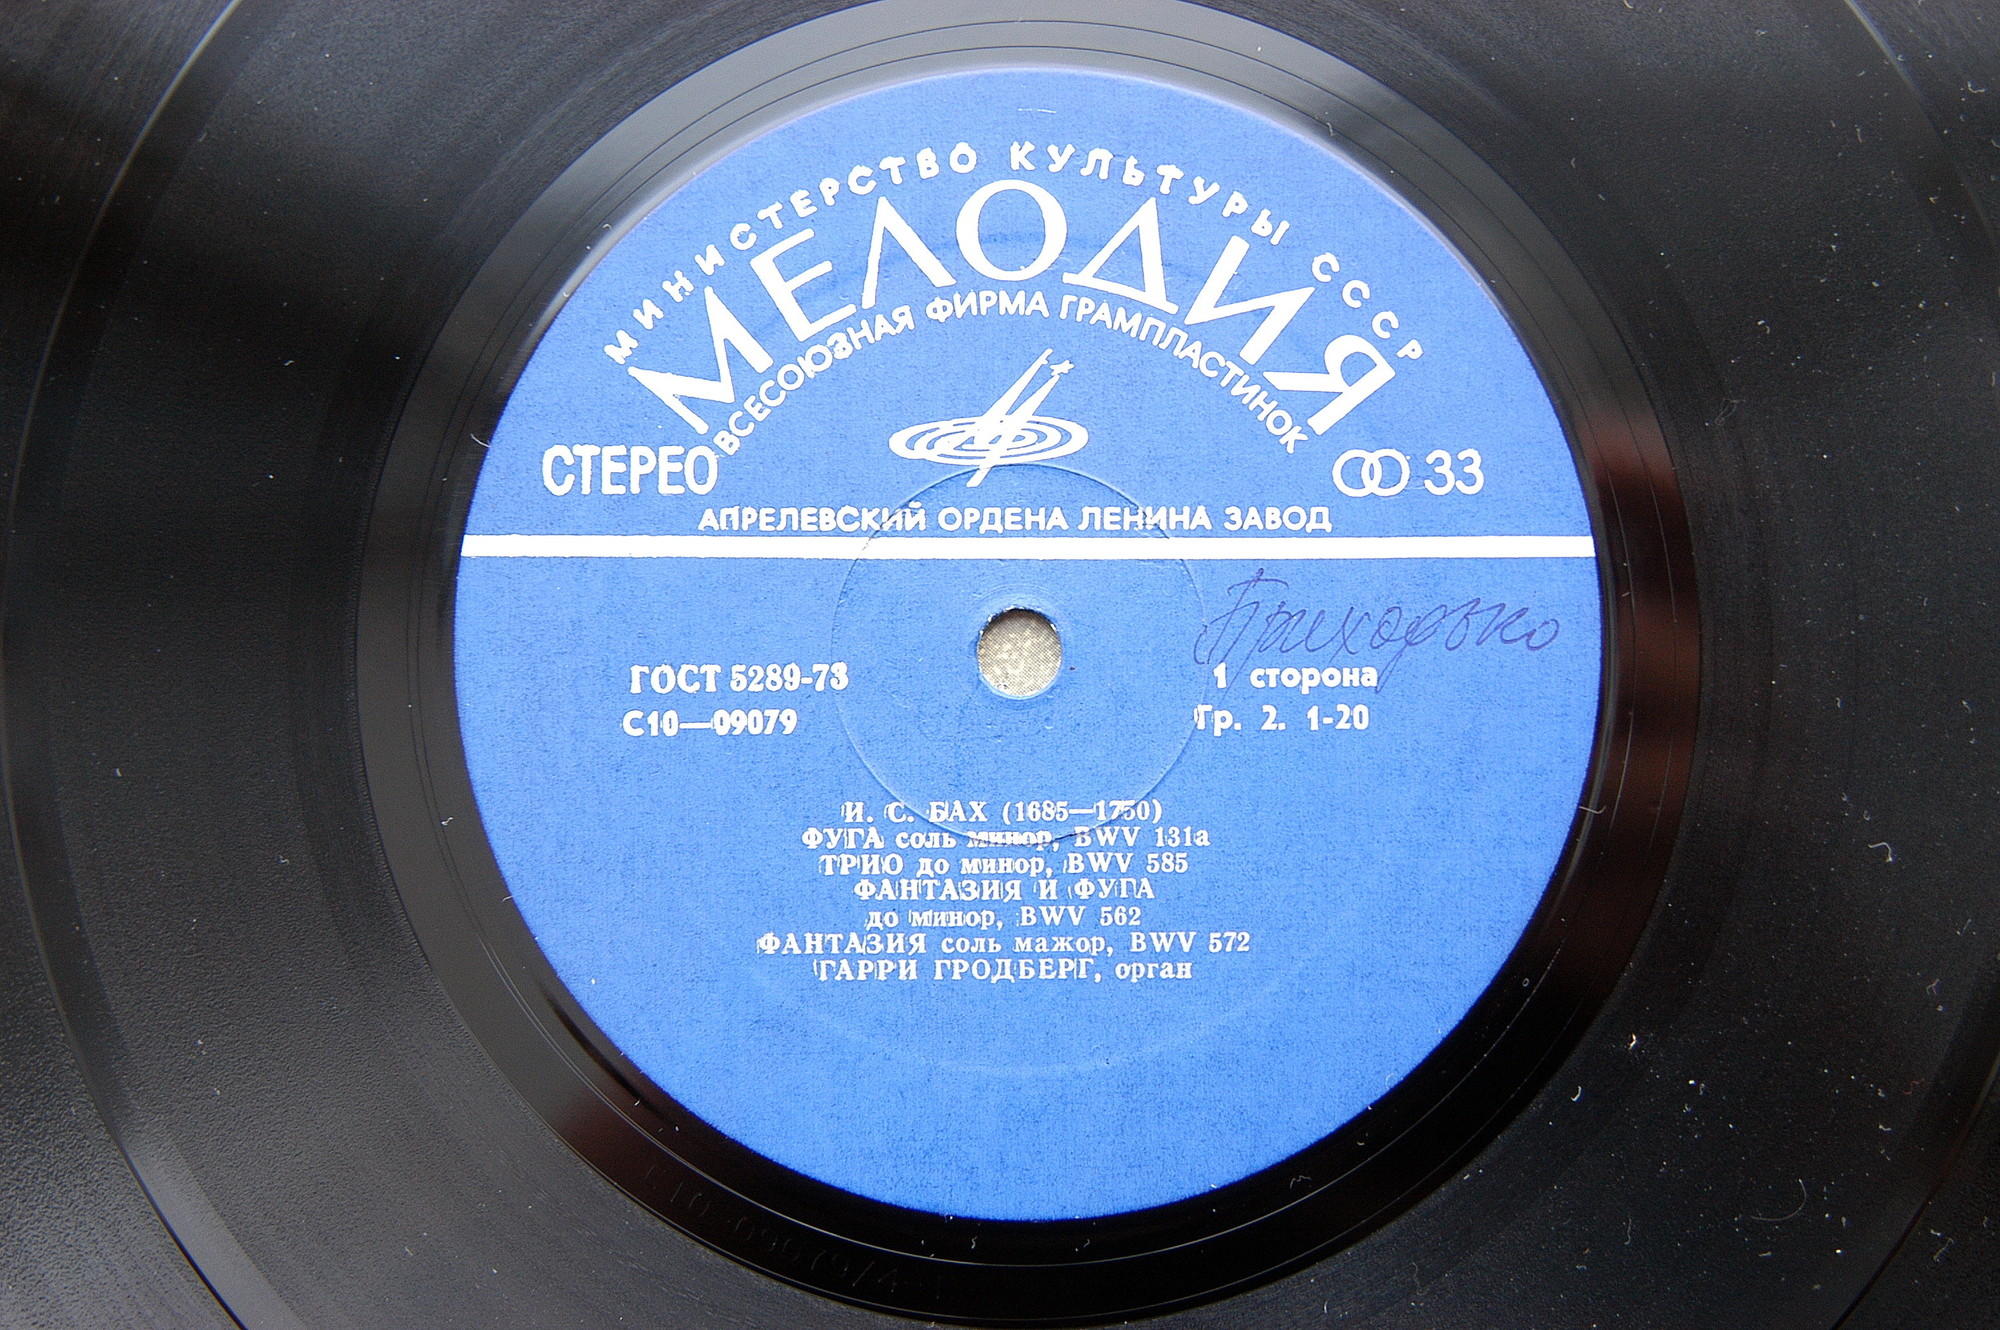 МИНИСТЕРСТВО КУЛЬТУРЫ СССР
МЕЛОДИЯ
ВСЕСОЮЗНАЯ ФИРМА ГРАМПЛАСТИНОК
СТЕРЕО
33
АПРЕЛЕВСКИЙ ОРДЕНА ЛЕНИНА ЗАВОД
Приходько
ГОСТ 5289-73
1 сторона
С10—09079
Гр. 2. 1-20
И. С. БАХ (1685—1750)
ФУГА соль минор, BWV 131a
ТРИО до минор, BWV 585
ФАНТАЗИЯ И ФУГА
до минор, BWV 562
ФАНТАЗИЯ соль мажор, BWV 572
ГАРРИ ГРОДБЕРГ, орган